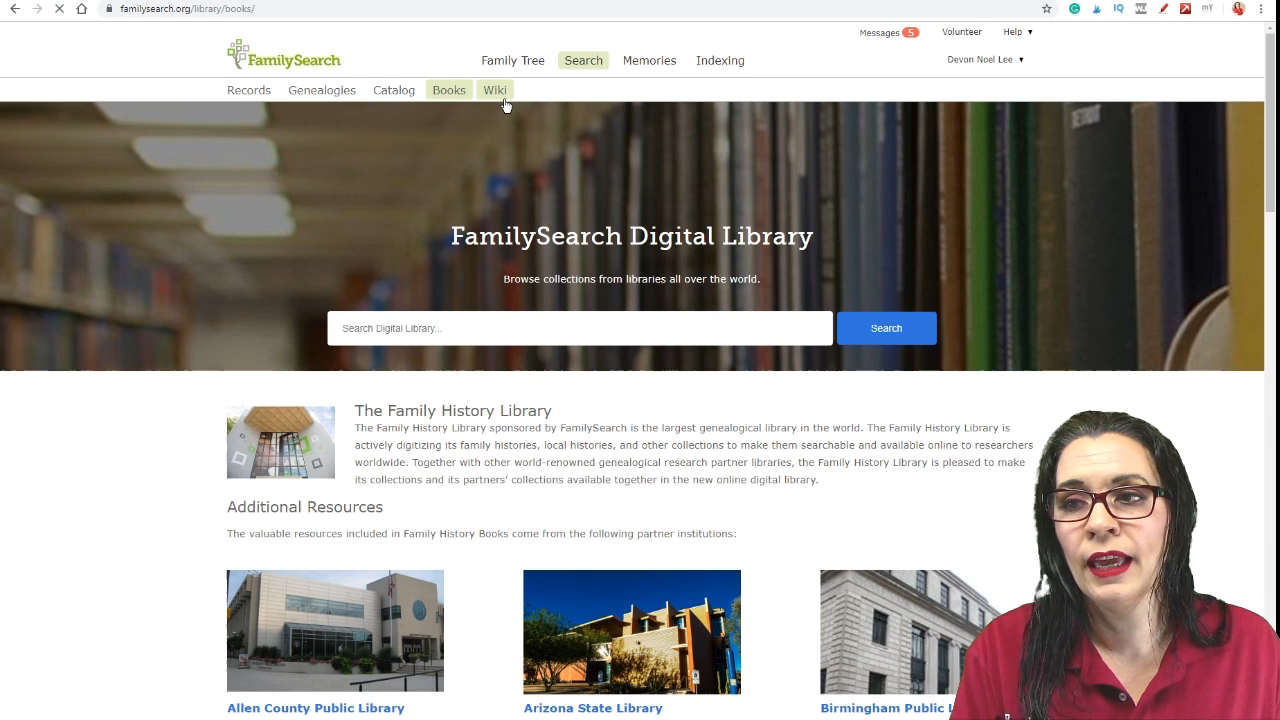 familysearch.org/library/books/
Messages 5 Volunteer Help
FamilySearch Family Tree Search Memories Indexing Devon Noel Lee
Records Genealogies Catalog Books Wiki
FamilySearch Digital Library
Browse collections from libraries all over the world.
Search Digital Library... Search
The Family History Library
The Family History Library sponsored by FamilySearch is the largest genealogical library in the world. The Family History Library is
actively digitizing its family histories, local histories, and other collections to make them searchable and available online to researchers
worldwide. Together with other world-renowned genealogical research partner libraries, the Family History Library is pleased to make
its collections and its partners’ collections available together in the new online digital library.
Additional Resources
The valuable resources included in Family History Books come from the following partner institutions:
Allen County Public Library Arizona State Library Birmingham Public L